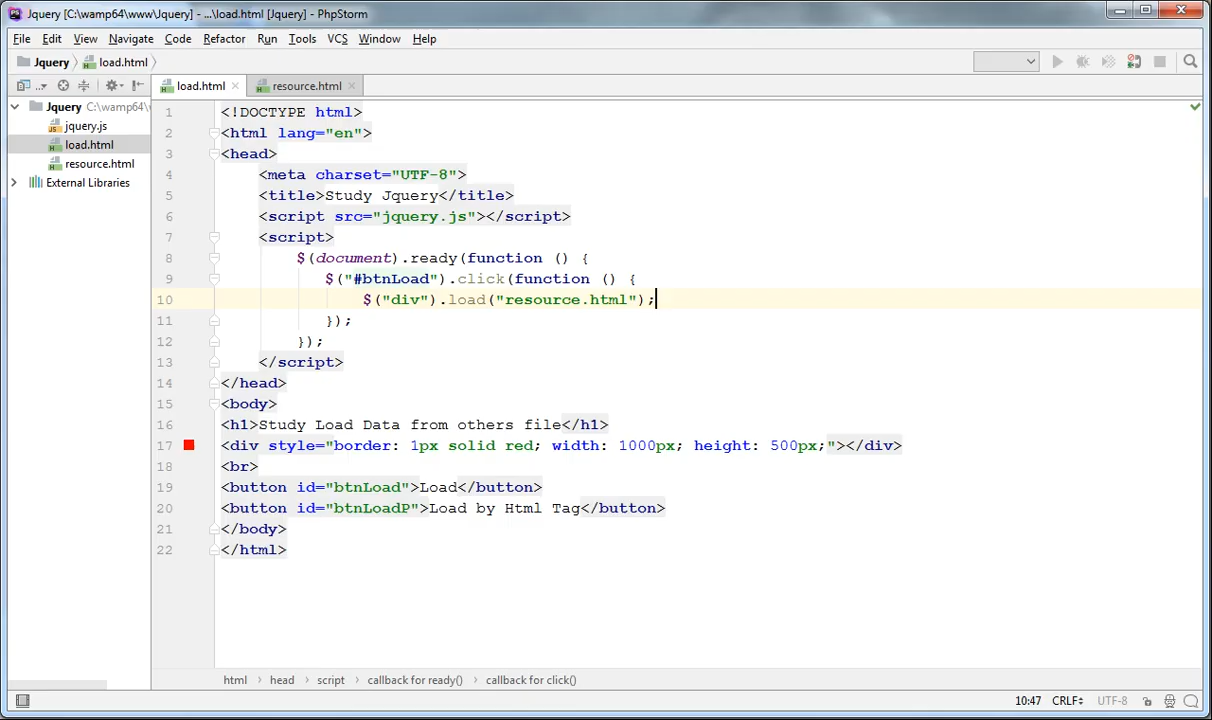 Jquery [C:\wamp64\www\Jquery] - ...\load.html [Jquery] - PhpStorm
File Edit View Navigate Code Refactor Run Tools VCS Window Help
Jquery load.html
load.html resource.html
Jquery C:\wamp64\
jquery.js
load.html
resource.html
External Libraries
1 <!DOCTYPE html>
2 <html lang="en">
3 <head>
4 <meta charset="UTF-8">
5 <title>Study Jquery</title>
6 <script src="jquery.js"></script>
7 <script>
8 $(document).ready(function () {
9 $("#btnLoad").click(function () {
10 $("div").load("resource.html");
11 });
12 });
13 </script>
14 </head>
15 <body>
16 <h1>Study Load Data from others file</h1>
17 <div style="border: 1px solid red; width: 1000px; height: 500px;"></div>
18 <br>
19 <button id="btnLoad">Load</button>
20 <button id="btnLoadP">Load by Html Tag</button>
21 </body>
22 </html>
html head script callback for ready() callback for click()
10:47 CRLF UTF-8